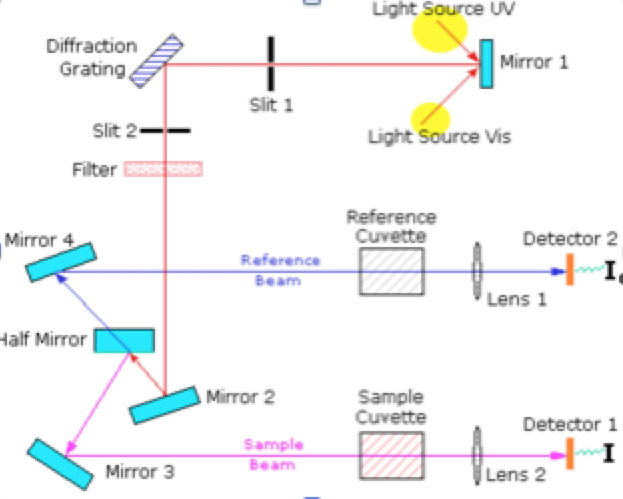 Light Source UV
Diffraction
Grating
Mirror 1
Slit 1
Slit 2
Light Source Vis
Filter
Reference
Cuvette
Mirror 4
Detector 2
Reference
Beam
I
Lens 1
Half Mirror
Mirror 2
Sample
Cuvette
Detector 1
Sample
Beam
I
Mirror 3
Lens 2